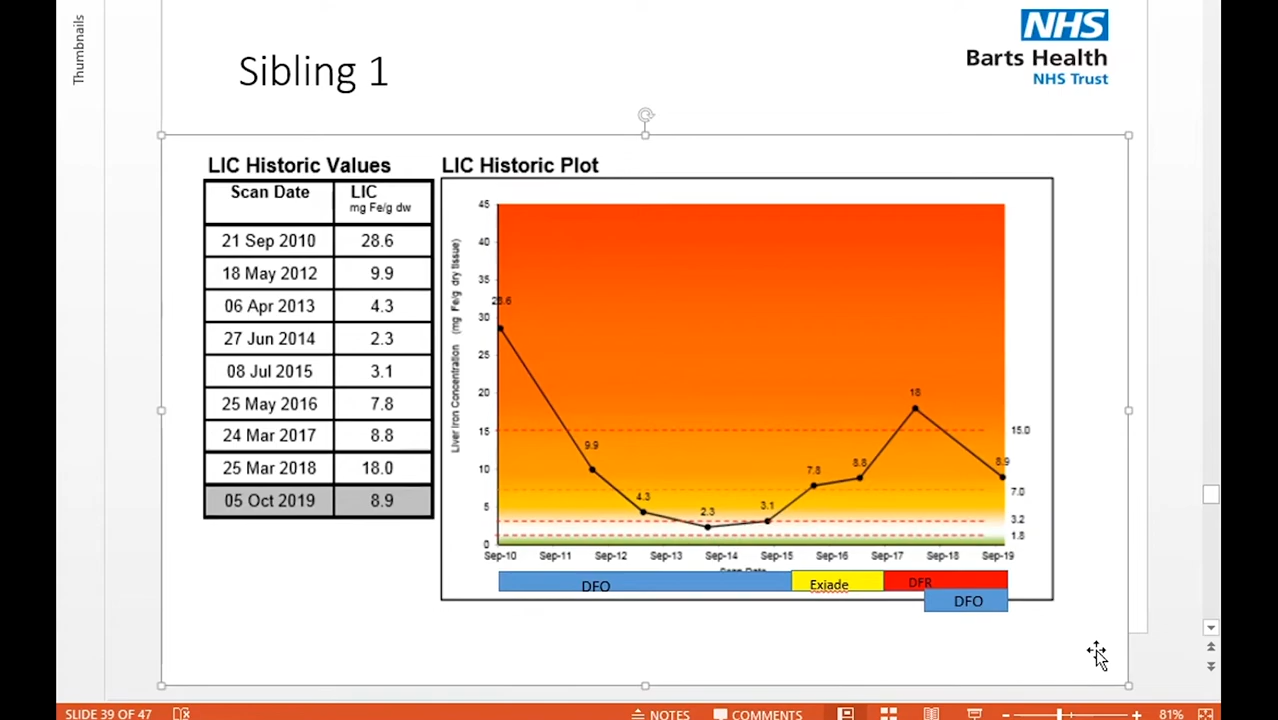 Thumbnails
NHS
Barts Health
NHS Trust
Sibling 1
LIC Historic Values
Scan Date LIC
mg Fe/g dw
21 Sep 2010 28.6
18 May 2012 9.9
06 Apr 2013 4.3
27 Jun 2014 2.3
08 Jul 2015 3.1
25 May 2016 7.8
24 Mar 2017 8.8
25 Mar 2018 18.0
05 Oct 2019 8.9
LIC Historic Plot
Liver Iron Concentration (mg Fe/g dry tissue)
45
40
35
30
25
20
15
10
5
0
28.6
9.9
4.3
2.3
3.1
7.8
8.8
18
8.9
15.0
7.0
3.2
1.8
Sep-10 Sep-11 Sep-12 Sep-13 Sep-14 Sep-15 Sep-16 Sep-17 Sep-18 Sep-19
Scan Date
DFO Exjade DFR
DFO
SLIDE 39 OF 47 NOTES COMMENTS 81%